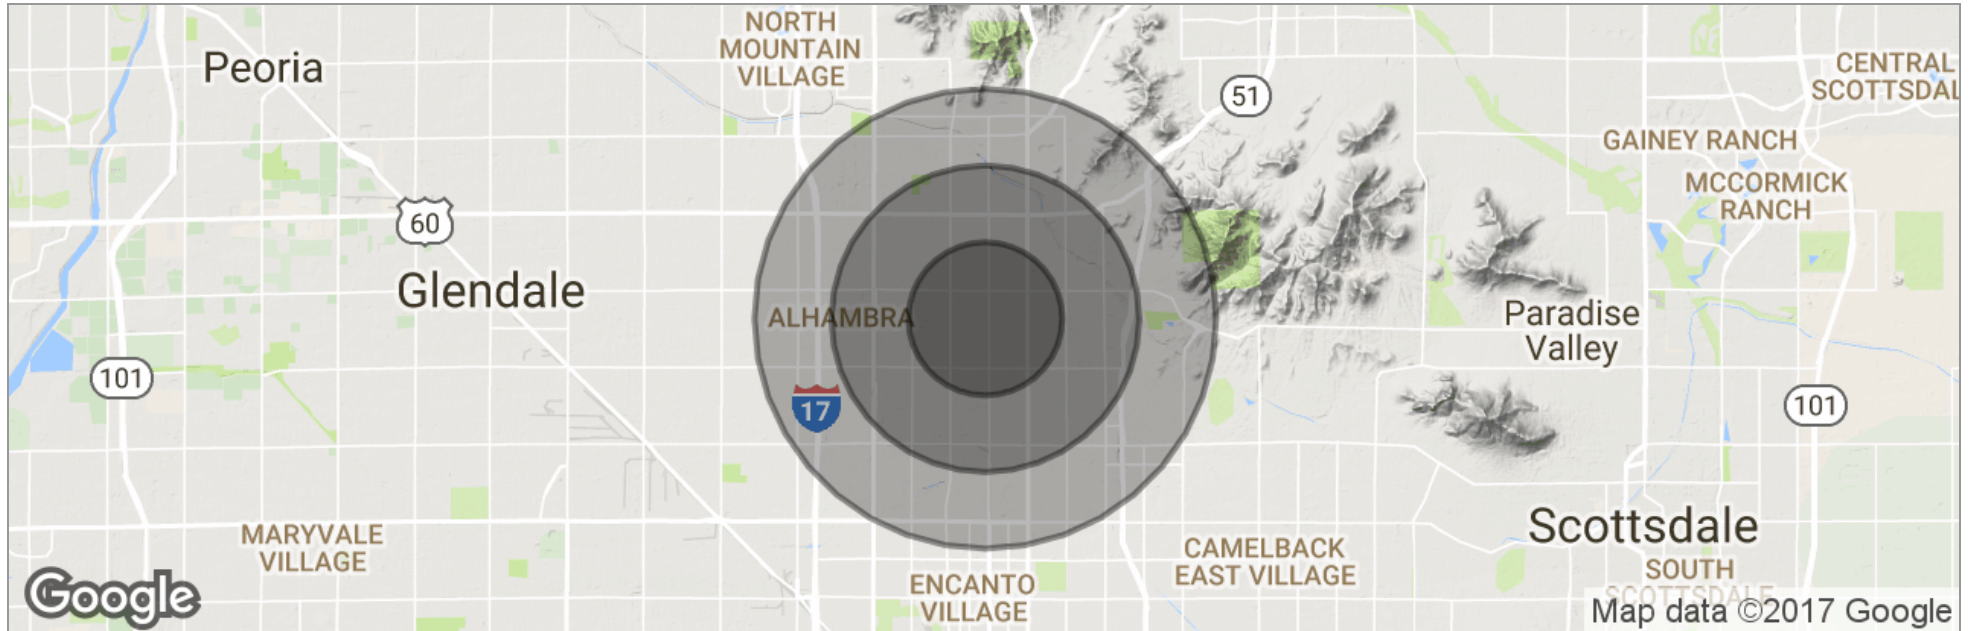 NORTH
MOUNTAIN
VILLAGE
Peoria
51
CENTRAL
SCOTTSDAL
GAINEY RANCH
MCCORMICK
RANCH
60
Glendale
ALHAMBRA
Paradise
Valley
101
17
101
MARYVALE
VILLAGE
Scottsdale
CAMELBACK
EAST VILLAGE
ENCANTO
VILLAGE
SOUTH
SCOTTSDALE
Google
Map data ©2017 Google